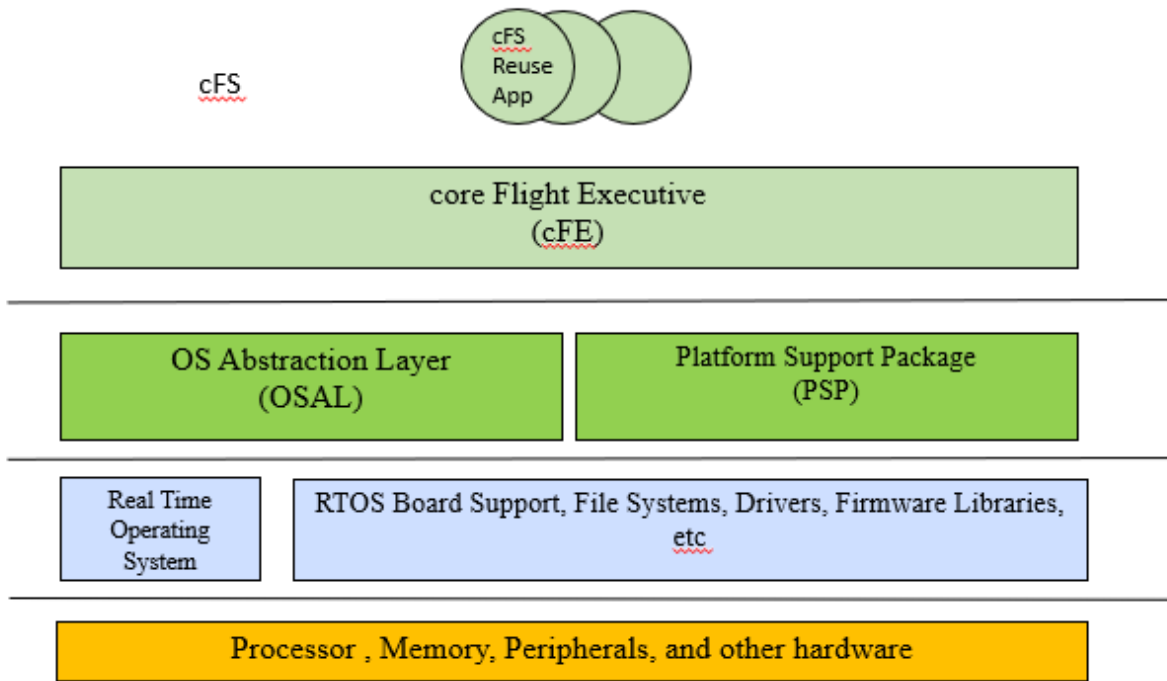 cFS
Reuse
App
cFS
core Flight Executive
(cFE)
OS Abstraction Layer
(OSAL)
Platform Support Package
(PSP)
Real Time
Operating
System
RTOS Board Support, File Systems, Drivers, Firmware Libraries,
etc
Processor , Memory, Peripherals, and other hardware